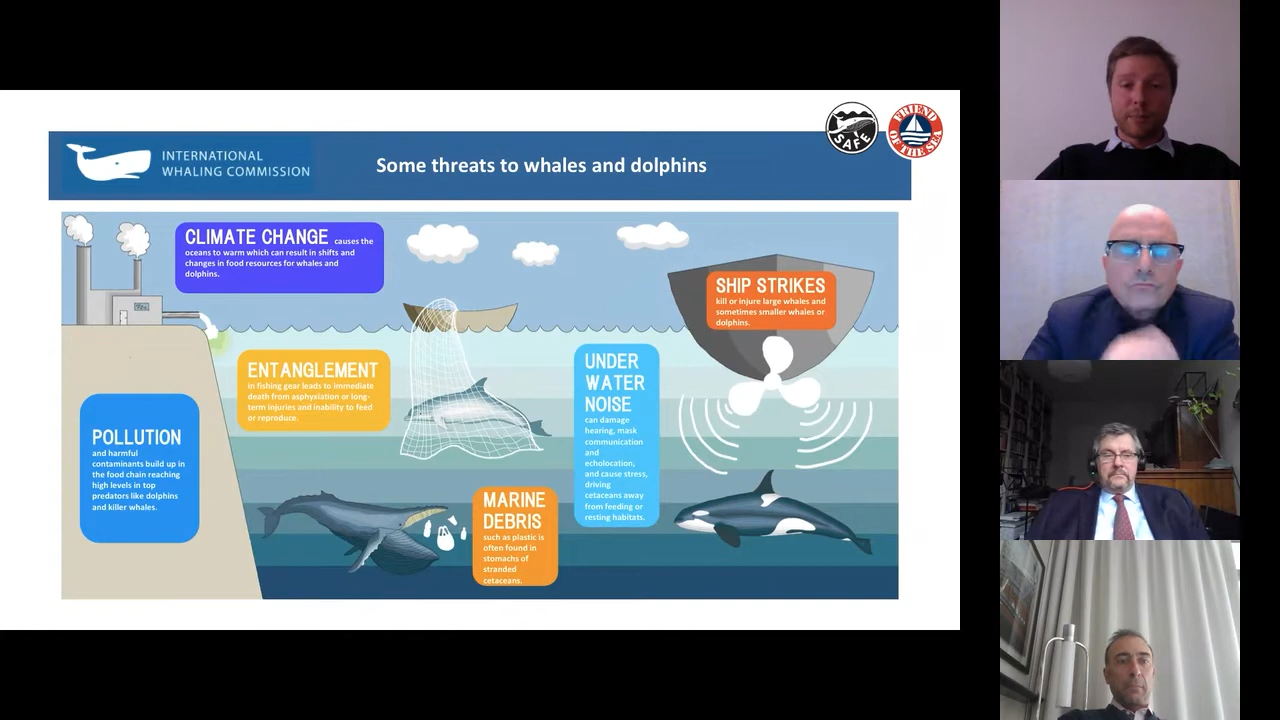 SAFE
FRIEND
OF THE SEA
INTERNATIONAL
WHALING COMMISSION
Some threats to whales and dolphins
CLIMATE CHANGE causes the
oceans to warm which can result in shifts and
changes in food resources for whales and
dolphins.
SHIP STRIKES
kill or injure large whales and
sometimes smaller whales or
dolphins.
ENTANGLEMENT
in fishing gear leads to immediate
death from asphyxiation or long-
term injuries and inability to feed
or reproduce.
UNDER
WATER
NOISE
can damage
hearing, mask
communication
and
echolocation,
and cause stress,
driving
cetaceans away
from feeding or
resting habitats.
POLLUTION
and harmful
contaminants build up in
the food chain reaching
high levels in top
predators like dolphins
and killer whales.
MARINE
DEBRIS
such as plastic is
often found in
stomachs of
stranded
cetaceans.